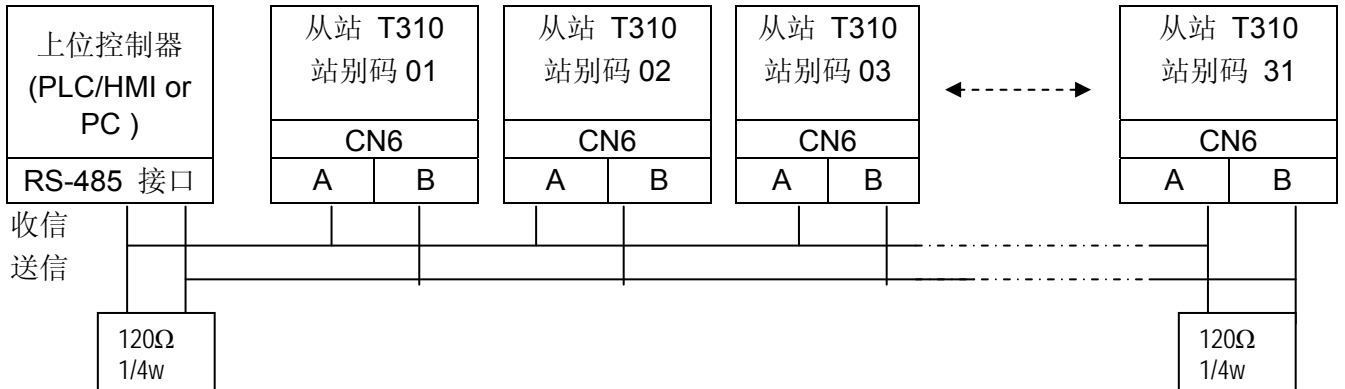 上位控制器
(PLC/HMI or
PC )
RS-485 接口
从站 T310
站别码 01
CN6
A B
从站 T310
站别码 02
CN6
A B
从站 T310
站别码 03
CN6
A B
从站 T310
站别码 31
CN6
A B
收信
送信
120Ω
1/4w
120Ω
1/4w